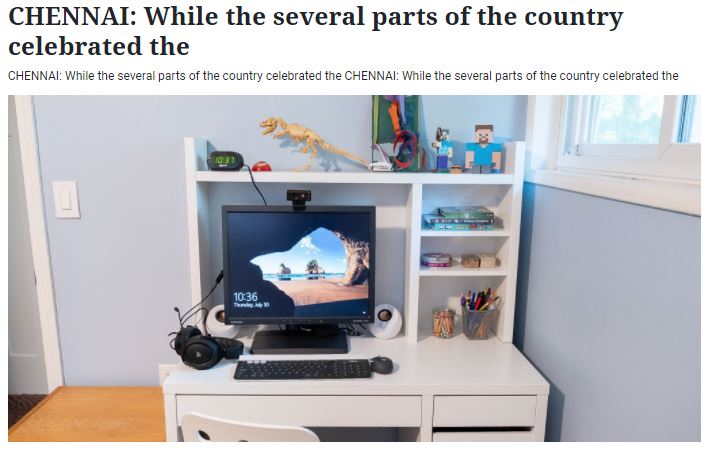 CHENNAI: While the several parts of the country
celebrated the
CHENNAI: While the several parts of the country celebrated the CHENNAI: While the several parts of the country celebrated the
10:37
10:36
Thursday, July 30